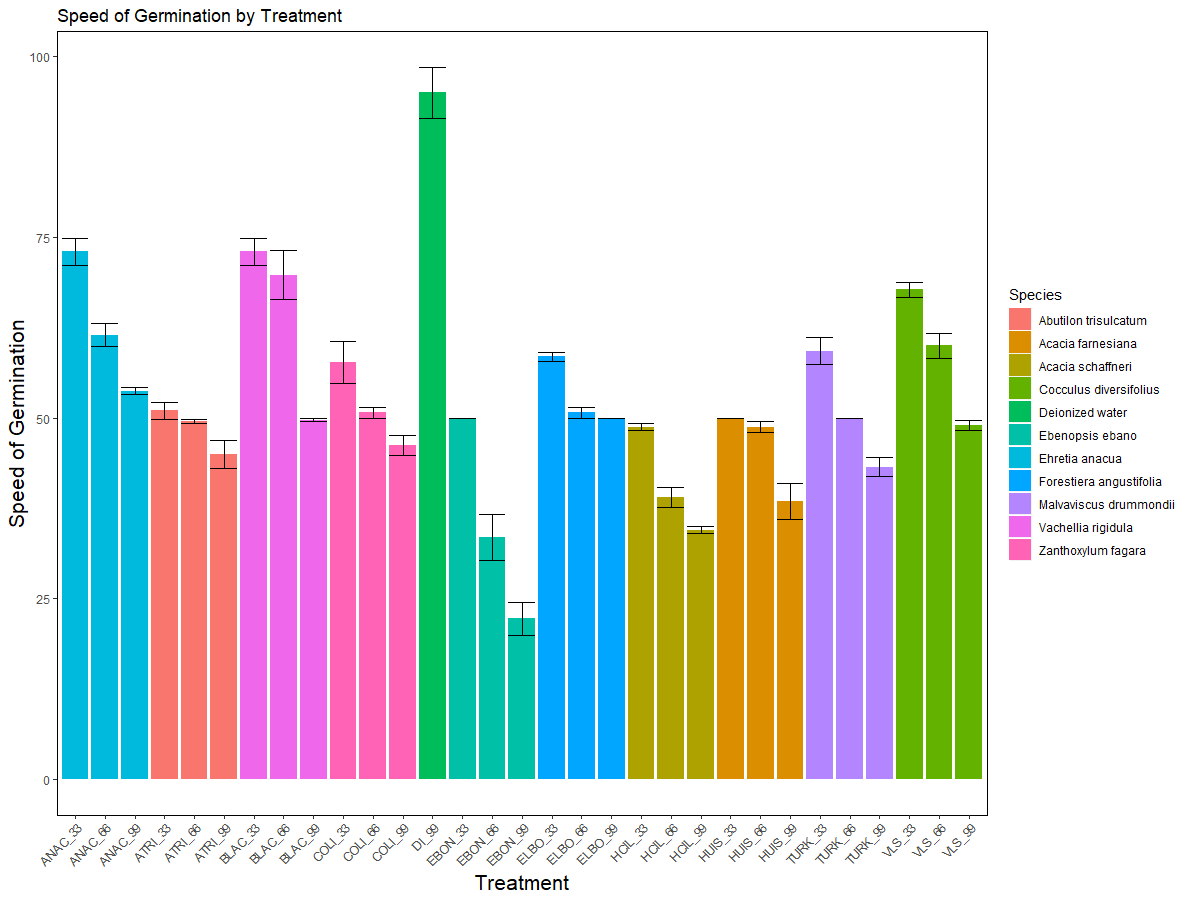 Speed of Germination by Treatment
100
75
50
25
0
Speed of Germination
ANAC_33
ANAC_66
ANAC_99
ATRI_33
ATRI_66
ATRI_99
BLAC_33
BLAC_66
BLAC_99
COLI_33
COLI_66
COLI_99
DI_99
EBON_33
EBON_66
EBON_99
ELBO_33
ELBO_66
ELBO_99
HOIL_33
HOIL_66
HOIL_99
HUIS_33
HUIS_66
HUIS_99
TURK_33
TURK_66
TURK_99
VLS_33
VLS_66
VLS_99
Treatment
Species
Abutilon trisulcatum
Acacia farnesiana
Acacia schaffneri
Cocculus diversifolius
Deionized water
Ebenopsis ebano
Ehretia anacua
Forestiera angustifolia
Malvaviscus drummondii
Vachellia rigidula
Zanthoxylum fagara